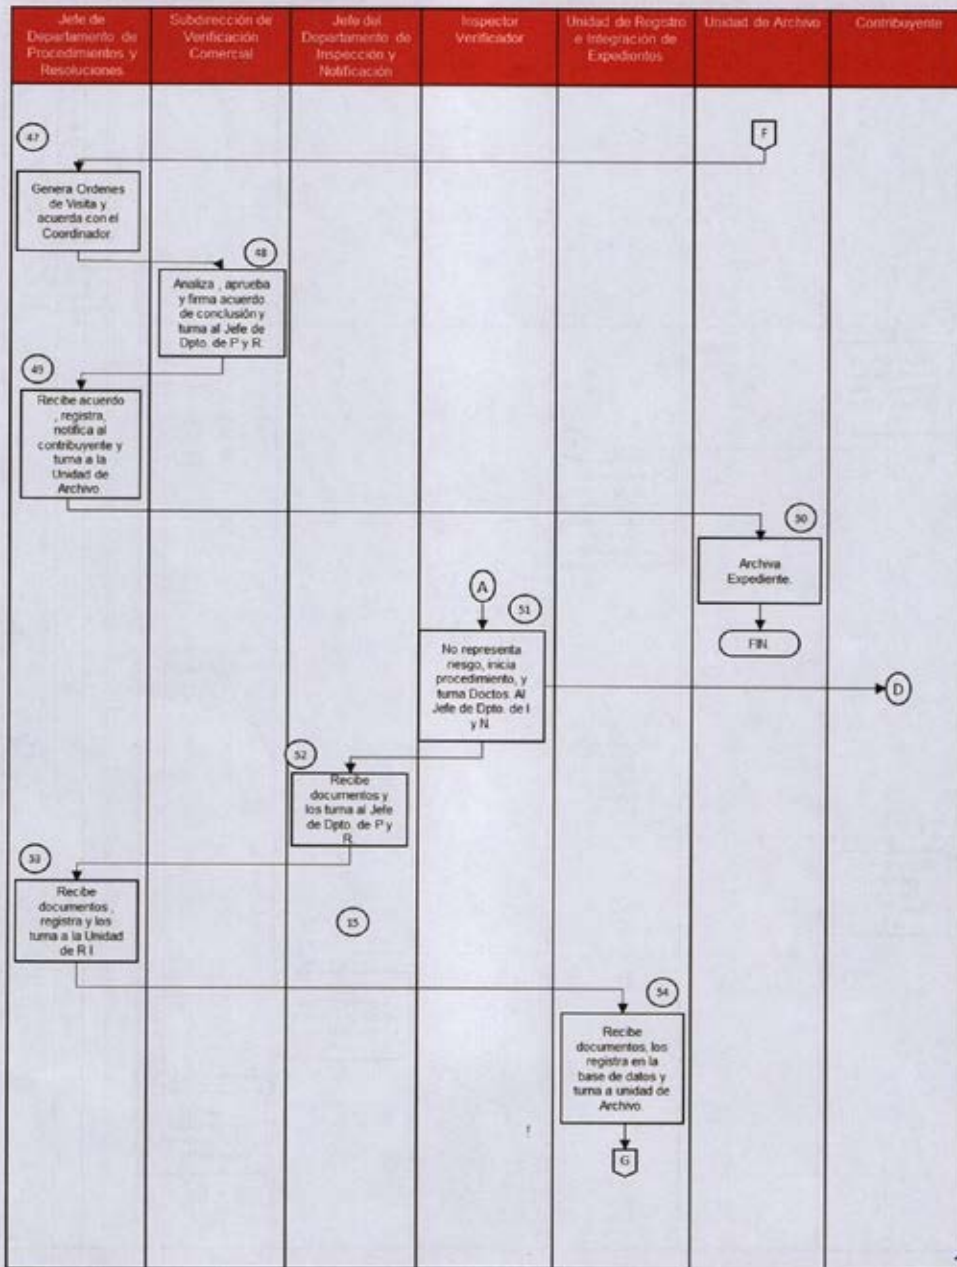 Jefe de
Departamento de
Procedimientos y
Resoluciones
Subdirección de
Verificación
Comercial
Jefe del
Departamento de
Inspección y
Notificación
Inspector
Verificador
Unidad de Registro
e Integración de
Expedientes
Unidad de Archivo
Contribuyente
F
47
Genera Ordenes
de Visita y
acuerda con el
Coordinador.
48
Analiza , aprueba
y firma acuerdo
de conclusión y
turna al Jefe de
Dpto. de P y R.
49
Recibe acuerdo
, registra,
notifica al
contribuyente y
turna a la
Unidad de
Archivo.
50
Archiva
Expediente.
FIN.
A
51
No representa
riesgo, inicia
procedimiento, y
turna Doctos. Al
Jefe de Dpto. de I
y N.
D
52
Recibe
documentos y
los turna al Jefe
de Dpto. de P y
R.
53
Recibe
documentos ,
registra y los
turna a la Unidad
de R I
15
54
Recibe
documentos, los
registra en la
base de datos y
turna a unidad de
Archivo.
G